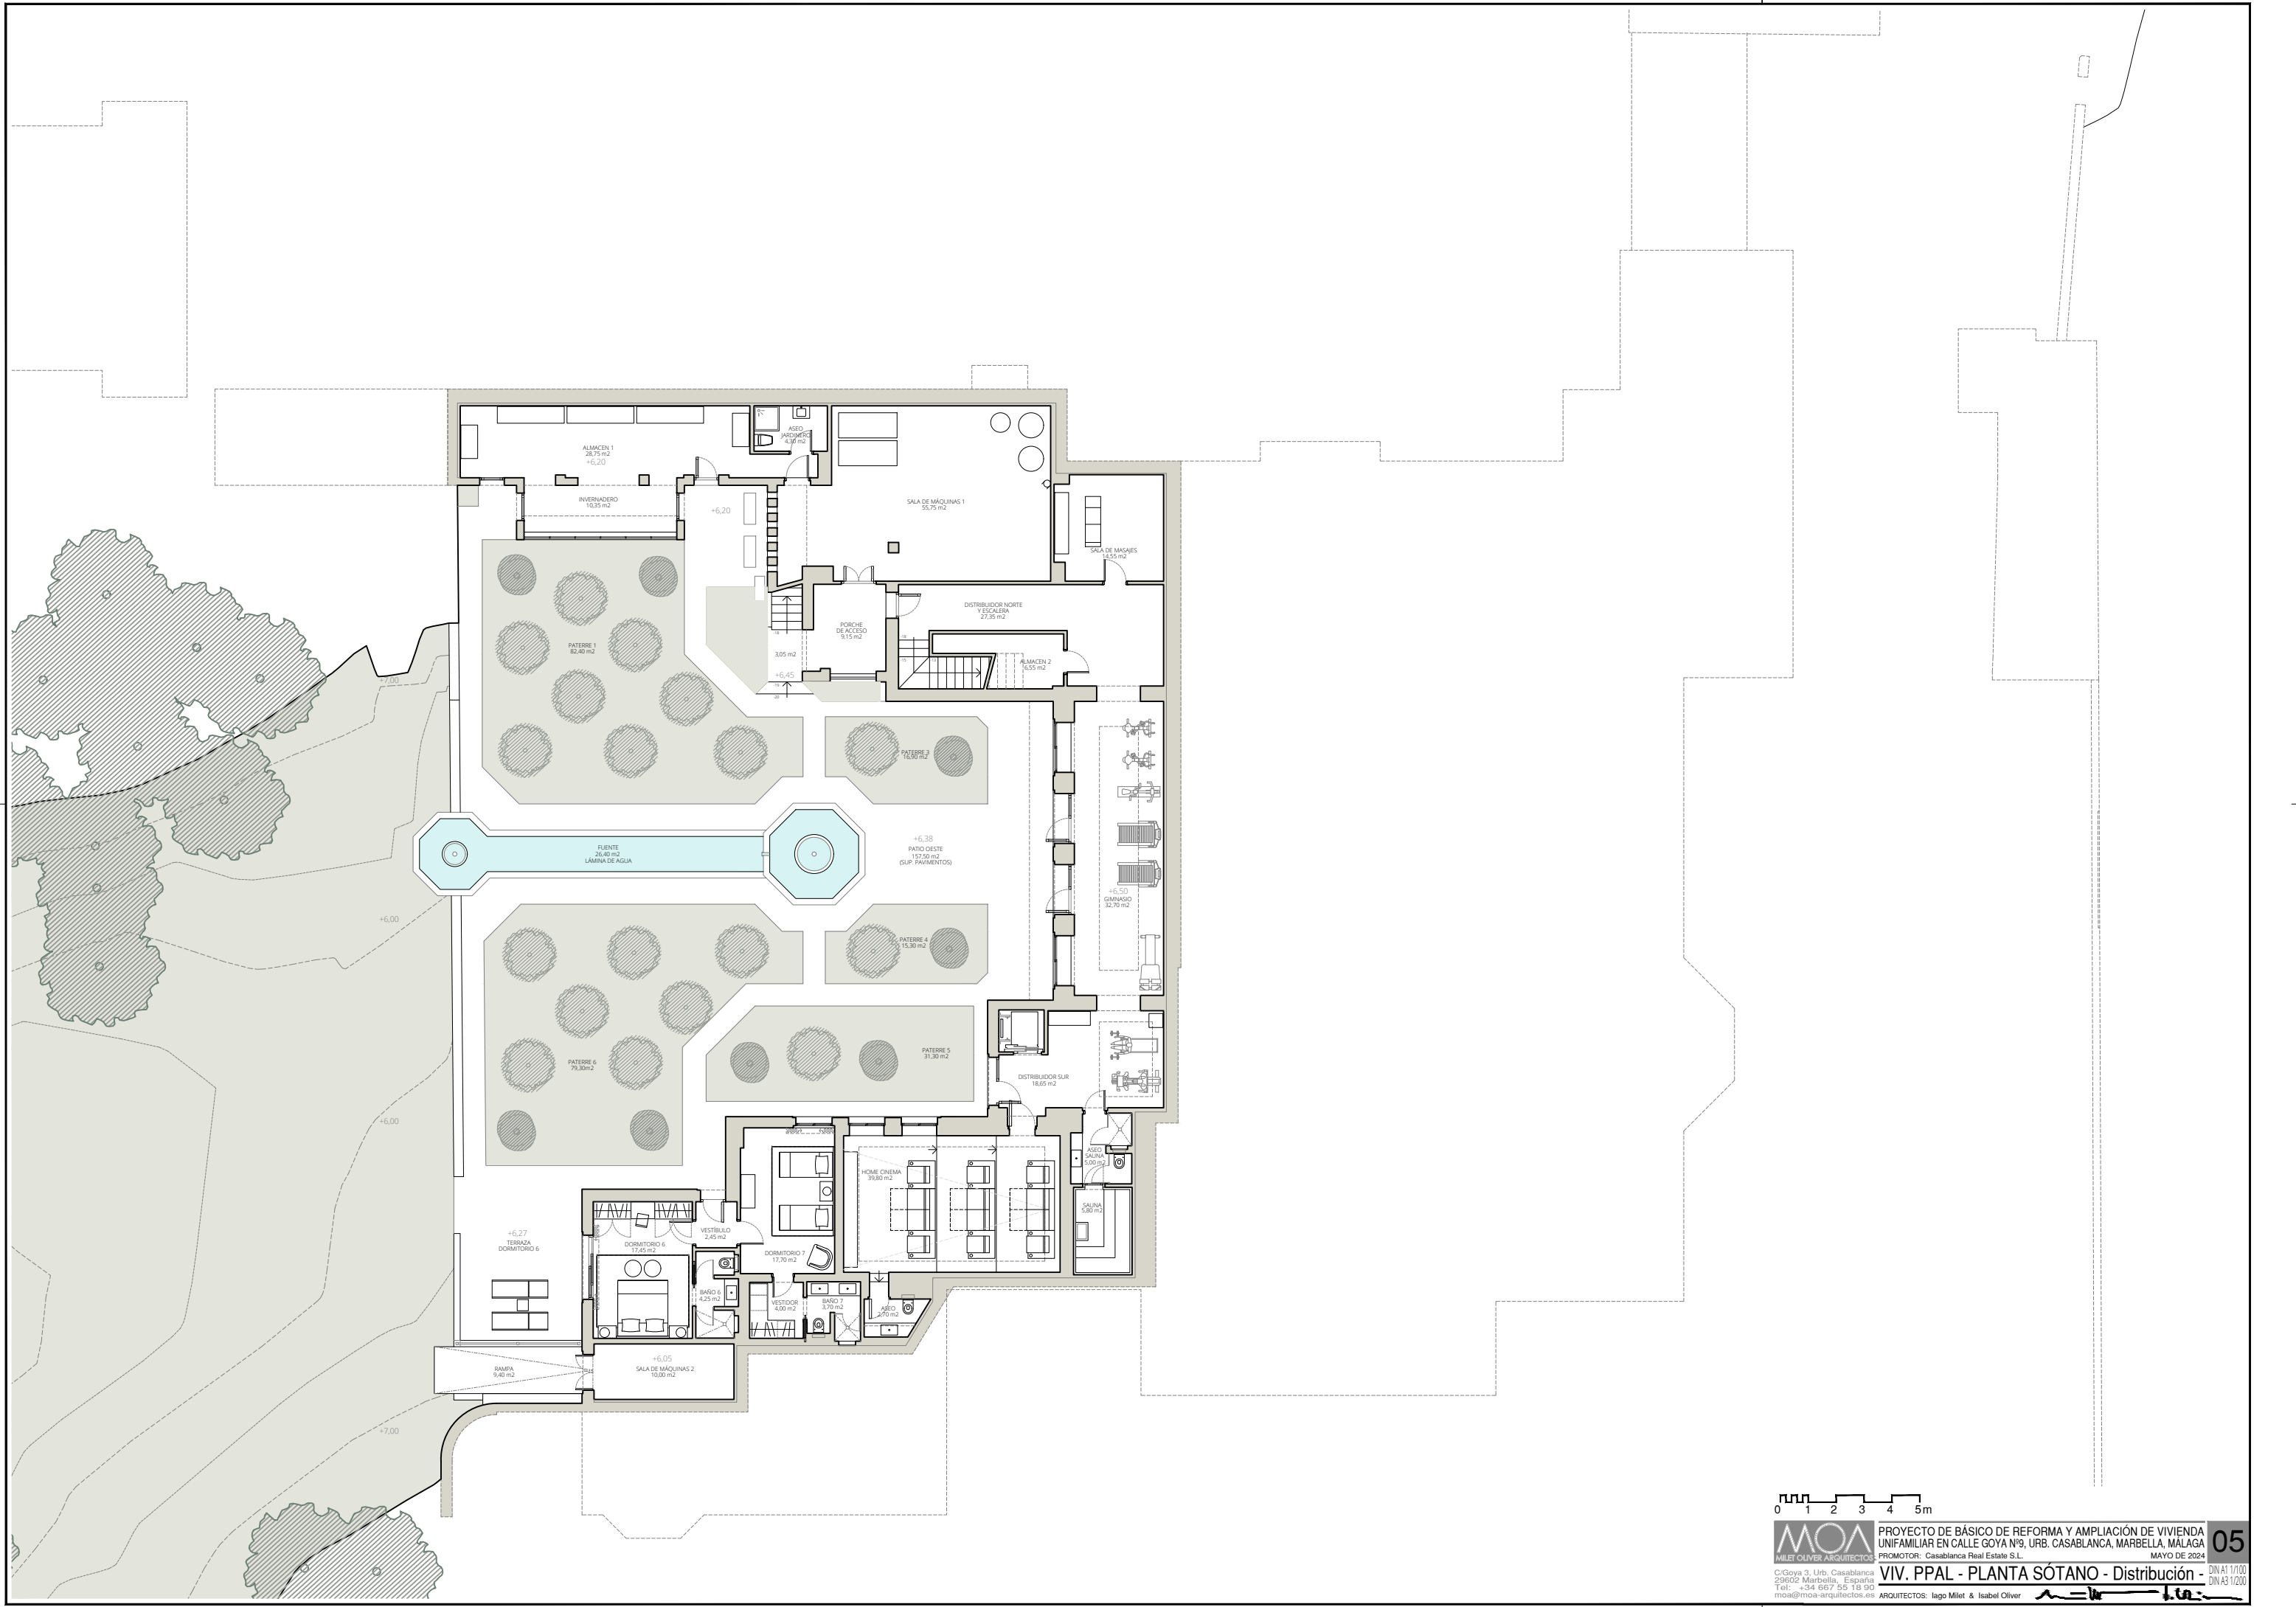 ALMACEN 1
28,75 m2
+6,20
ASEO
JARDINERO
4,30 m2
INVERNADERO
10,35 m2
+6,20
SALA DE MÁQUINAS 1
55,75 m2
SALA DE MASAJES
14,55 m2
DISTRIBUIDOR NORTE
Y ESCALERA
27,35 m2
PORCHE
DE ACCESO
9,15 m2
3,05 m2
+6,45
ALMACEN 2
6,55 m2
PATERRE 1
82,40 m2
+7,00
PATERRE 3
16,90 m2
+6,38
PATIO OESTE
157,50 m2
(SUP. PAVIMENTOS)
FUENTE
26,40 m2
LÁMINA DE AGUA
+6,50
GIMNASIO
32,70 m2
+6,00
PATERRE 4
15,30 m2
PATERRE 5
31,30 m2
PATERRE 6
79,30m2
DISTRIBUIDOR SUR
18,65 m2
+6,00
ASEO
SAUNA
5,00 m2
HOME CINEMA
39,80 m2
SAUNA
5,80 m2
+6,27
TERRAZA
DORMITORIO 6
VESTÍBULO
2,45 m2
DORMITORIO 6
17,45 m2
DORMITORIO 7
17,70 m2
BAÑO 6
4,25 m2
VESTIDOR
4,00 m2
BAÑO 7
3,70 m2
ASEO
2,70 m2
+6,05
SALA DE MÁQUINAS 2
10,00 m2
RAMPA
9,40 m2
+7,00
0 1 2 3 4 5m
MOA
MILET OLIVER ARQUITECTOS
C/Goya 3, Urb. Casablanca
29602 Marbella, España
Tel: +34 667 55 18 90
moa@moa-arquitectos.es
PROYECTO DE BÁSICO DE REFORMA Y AMPLIACIÓN DE VIVIENDA
UNIFAMILIAR EN CALLE GOYA Nº9, URB. CASABLANCA, MARBELLA, MÁLAGA
PROMOTOR: Casablanca Real Estate S.L. MAYO DE 2024
05
VIV. PPAL - PLANTA SÓTANO - Distribución -
DIN A1 1/100
DIN A3 1/200
ARQUITECTOS: Iago Milet & Isabel Oliver